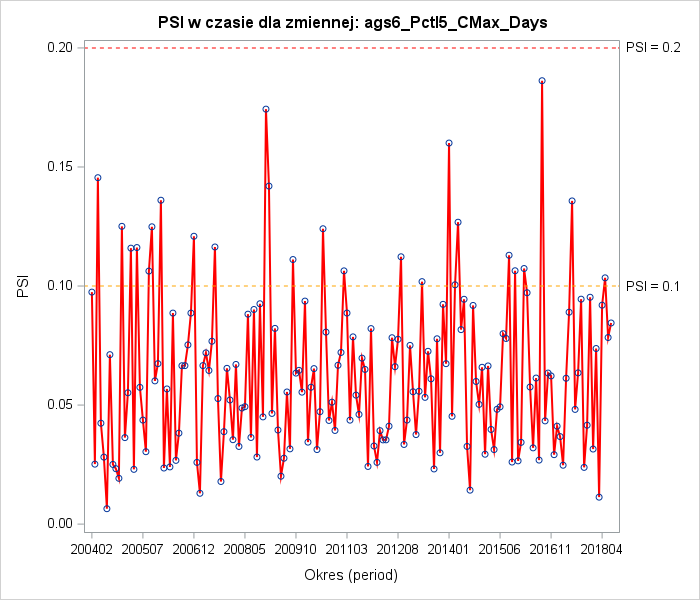 PSI w czasie dla zmiennej: ags6_Pctl5_CMax_Days
0.20
PSI = 0.2
0.15
PSI
0.10
PSI = 0.1
0.05
0.00
200402 200507 200612 200805 200910 201103 201208 201401 201506 201611 201804
Okres (period)